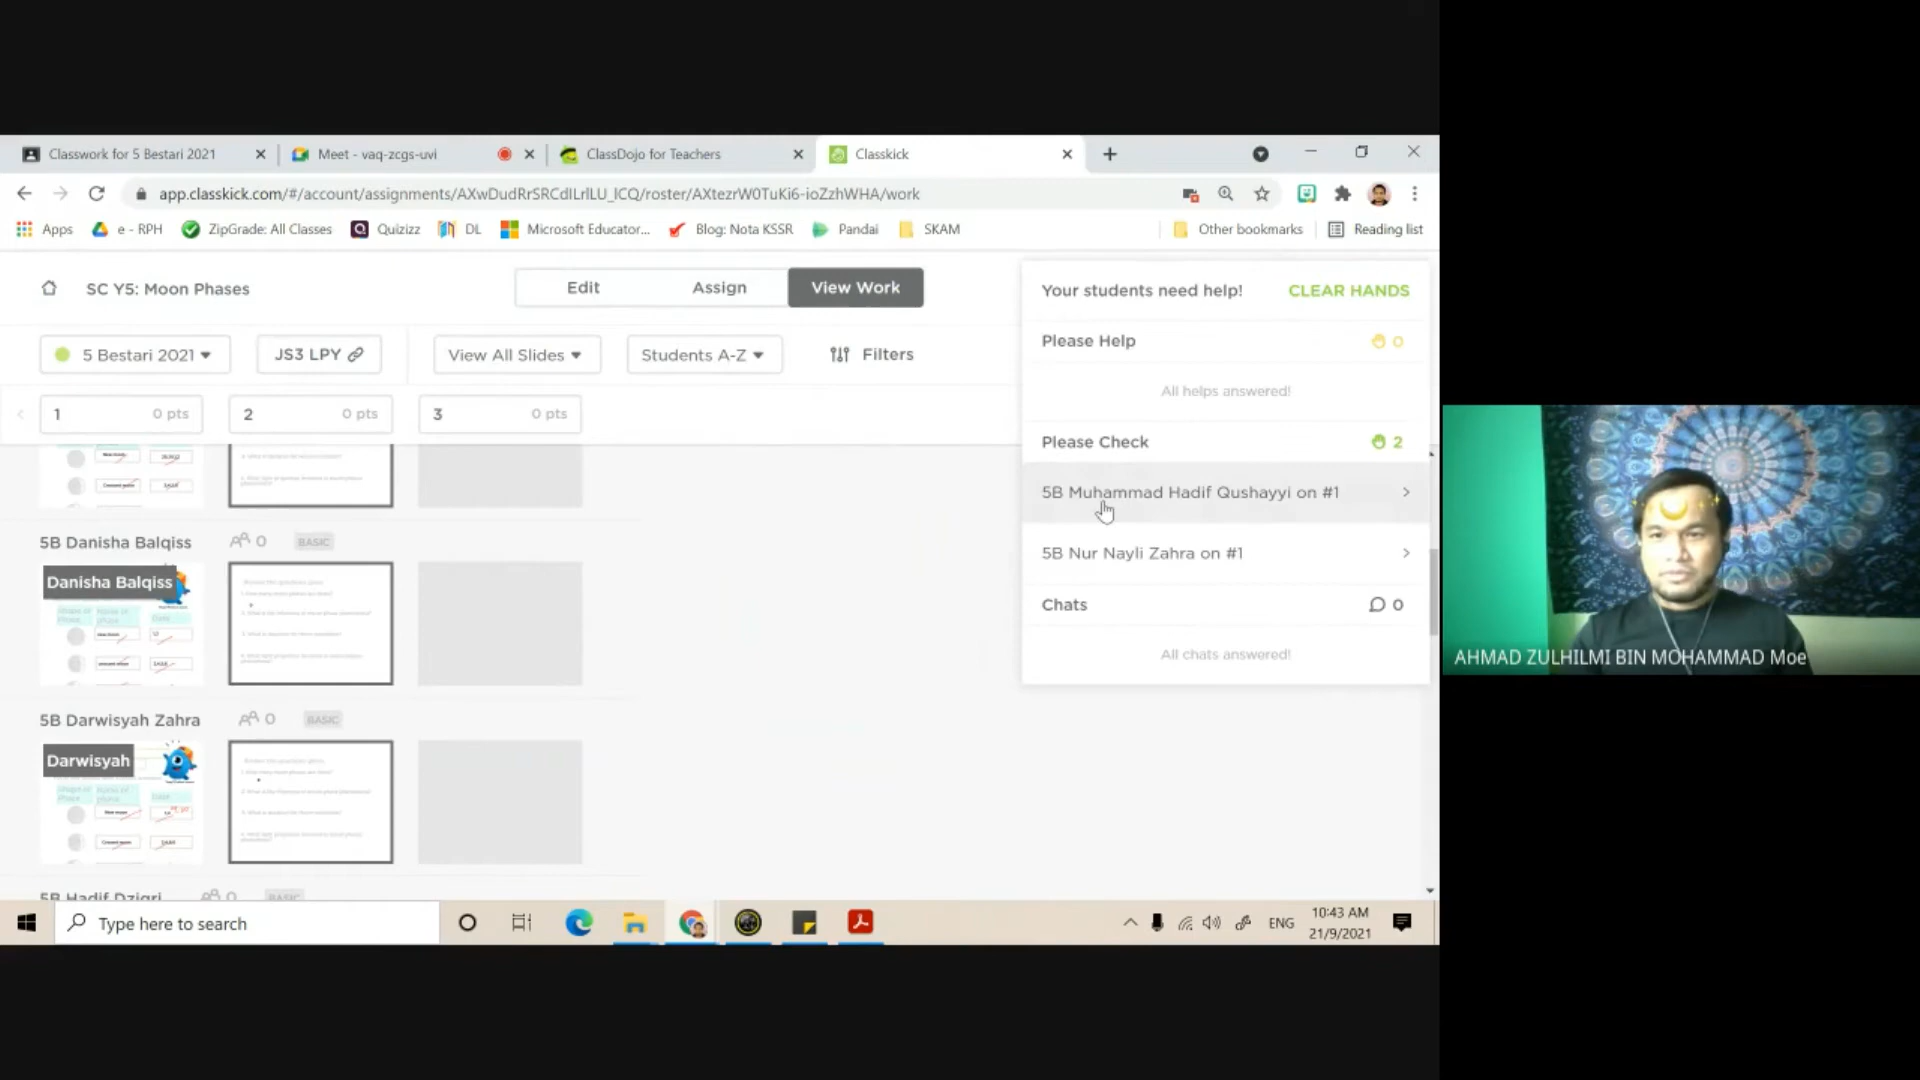 Classwork for 5 Bestari 2021
Meet - vaq-zcgs-uvi
ClassDojo for Teachers
Classkick
app.classkick.com/#/account/assignments/AXwDudRrSRCdlLrlLU_lCQ/roster/AXtezrW0TuKi6-ioZzhWHA/work
Apps
e - RPH
ZipGrade: All Classes
Quizizz
DL
Microsoft Educator...
Blog: Nota KSSR
Pandai
SKAM
Other bookmarks
Reading list
SC Y5: Moon Phases
Edit
Assign
View Work
5 Bestari 2021
JS3 LPY
View All Slides
Students A-Z
Filters
1 0 pts
2 0 pts
3 0 pts
Your students need help!
CLEAR HANDS
Please Help 0
All helps answered!
Please Check 2
5B Muhammad Hadif Qushayyi on #1
5B Nur Nayli Zahra on #1
Chats 0
All chats answered!
5B Danisha Balqiss 0 BASIC
Danisha Balqiss
5B Darwisyah Zahra 0 BASIC
Darwisyah
5B Hadif Dziqri 0 BASIC
AHMAD ZULHILMI BIN MOHAMMAD Moe
Type here to search
ENG
10:43 AM
21/9/2021